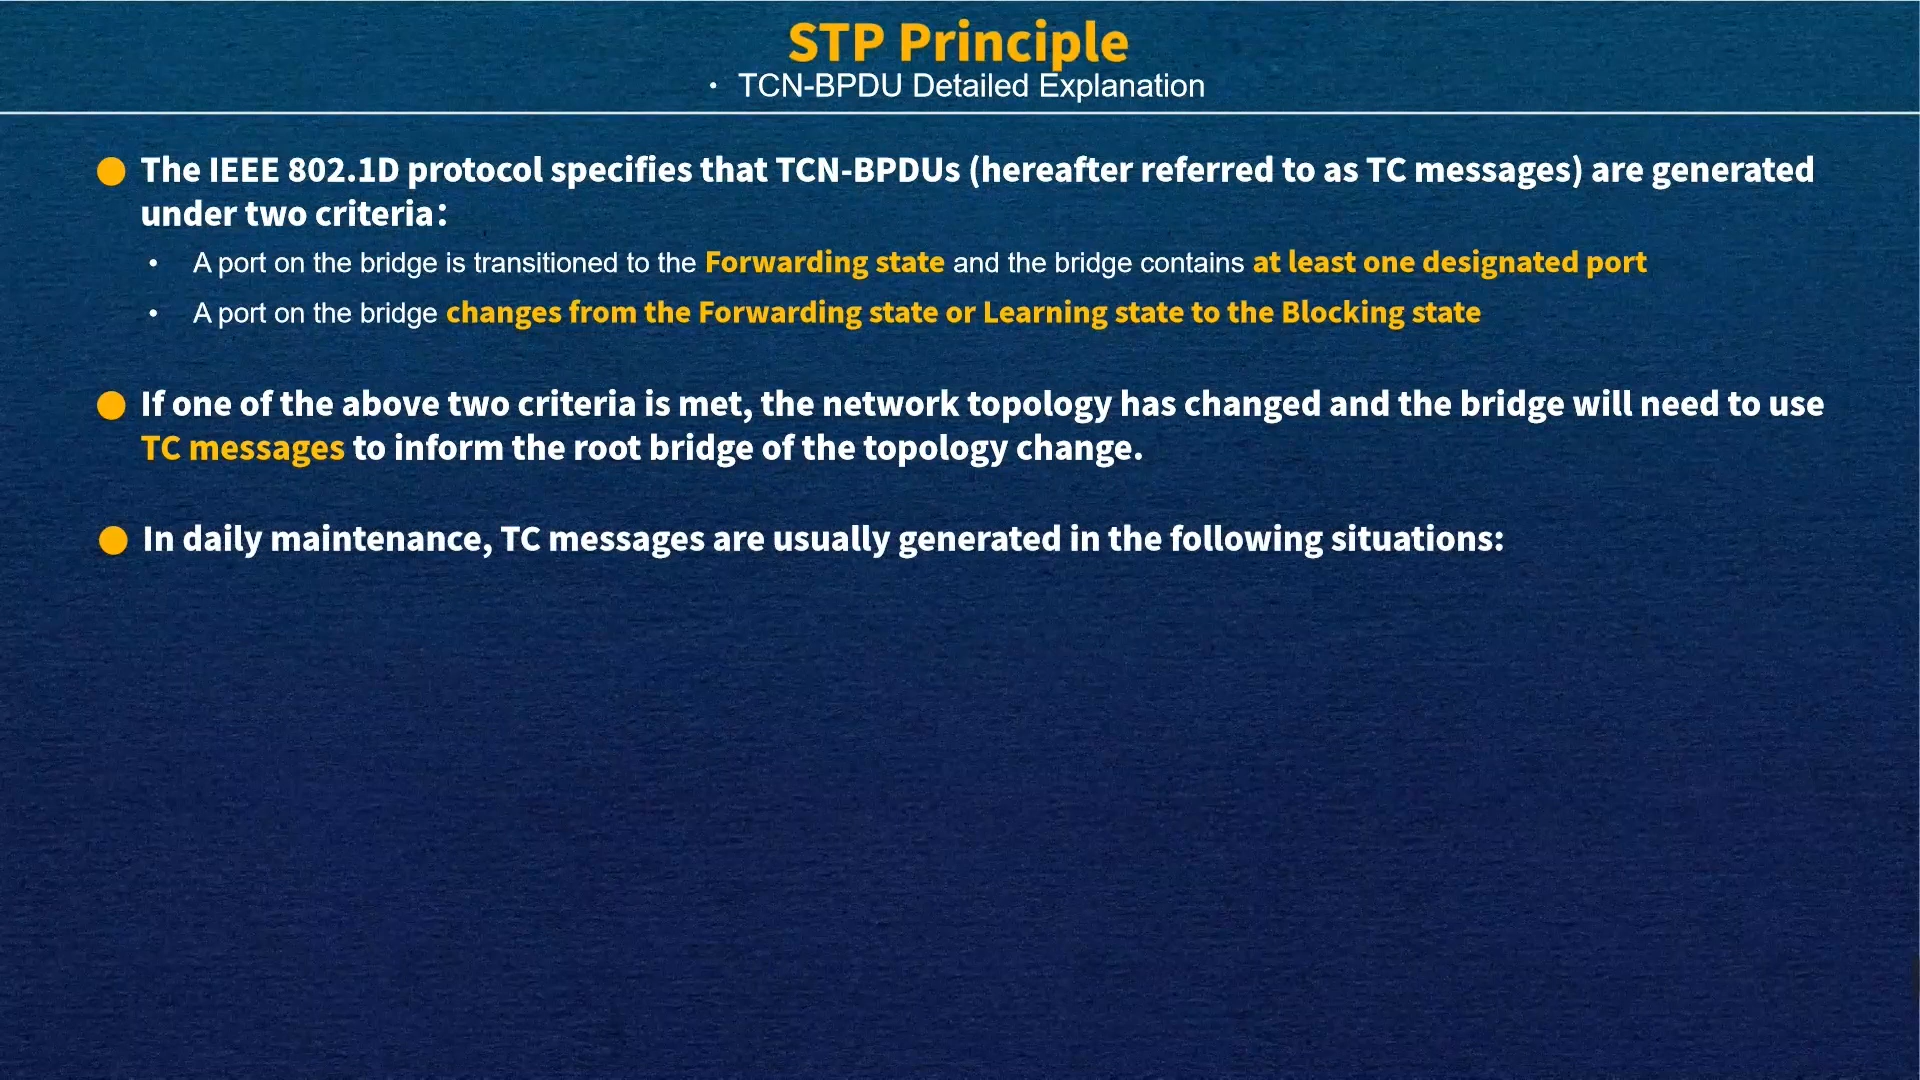 STP Principle
• TCN-BPDU Detailed Explanation
The IEEE 802.1D protocol specifies that TCN-BPDUs (hereafter referred to as TC messages) are generated
under two criteria：
• A port on the bridge is transitioned to the Forwarding state and the bridge contains at least one designated port
• A port on the bridge changes from the Forwarding state or Learning state to the Blocking state
If one of the above two criteria is met, the network topology has changed and the bridge will need to use
TC messages to inform the root bridge of the topology change.
In daily maintenance, TC messages are usually generated in the following situations: